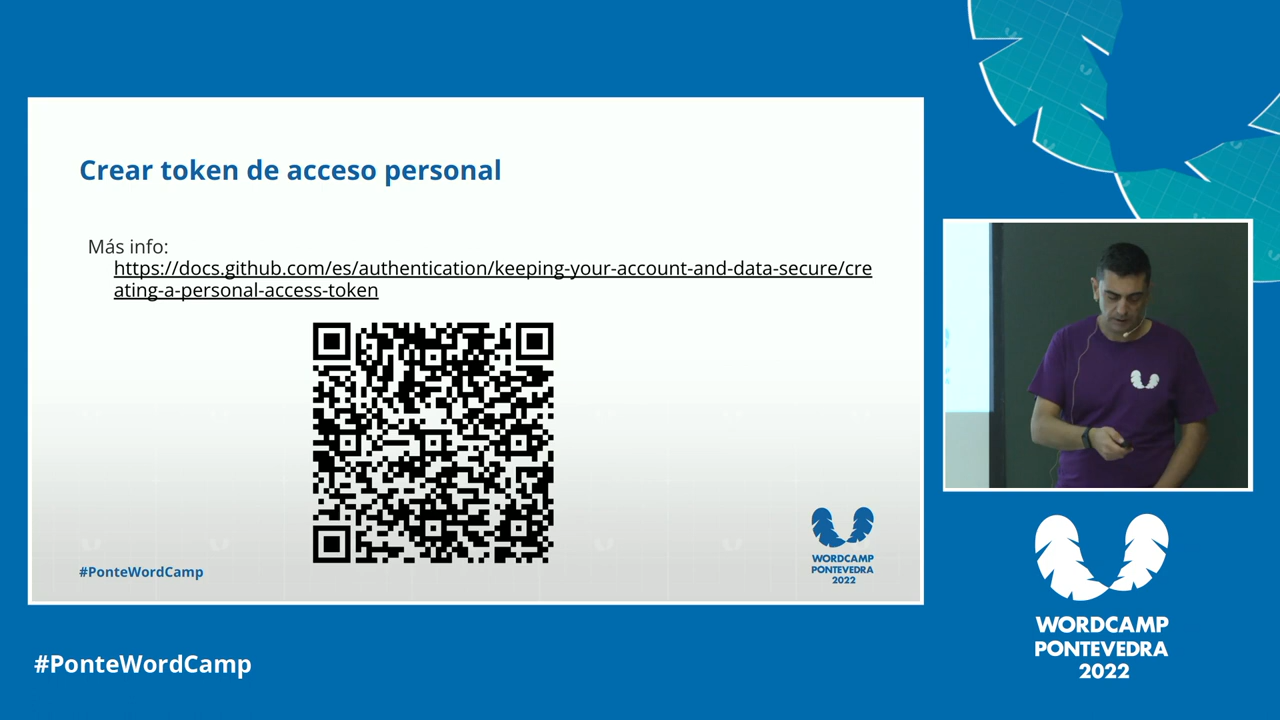 Crear token de acceso personal
Más info:
https://docs.github.com/es/authentication/keeping-your-account-and-data-secure/cre
ating-a-personal-access-token
#PonteWordCamp
WORDCAMP
PONTEVEDRA
2022
#PonteWordCamp
WORDCAMP
PONTEVEDRA
2022